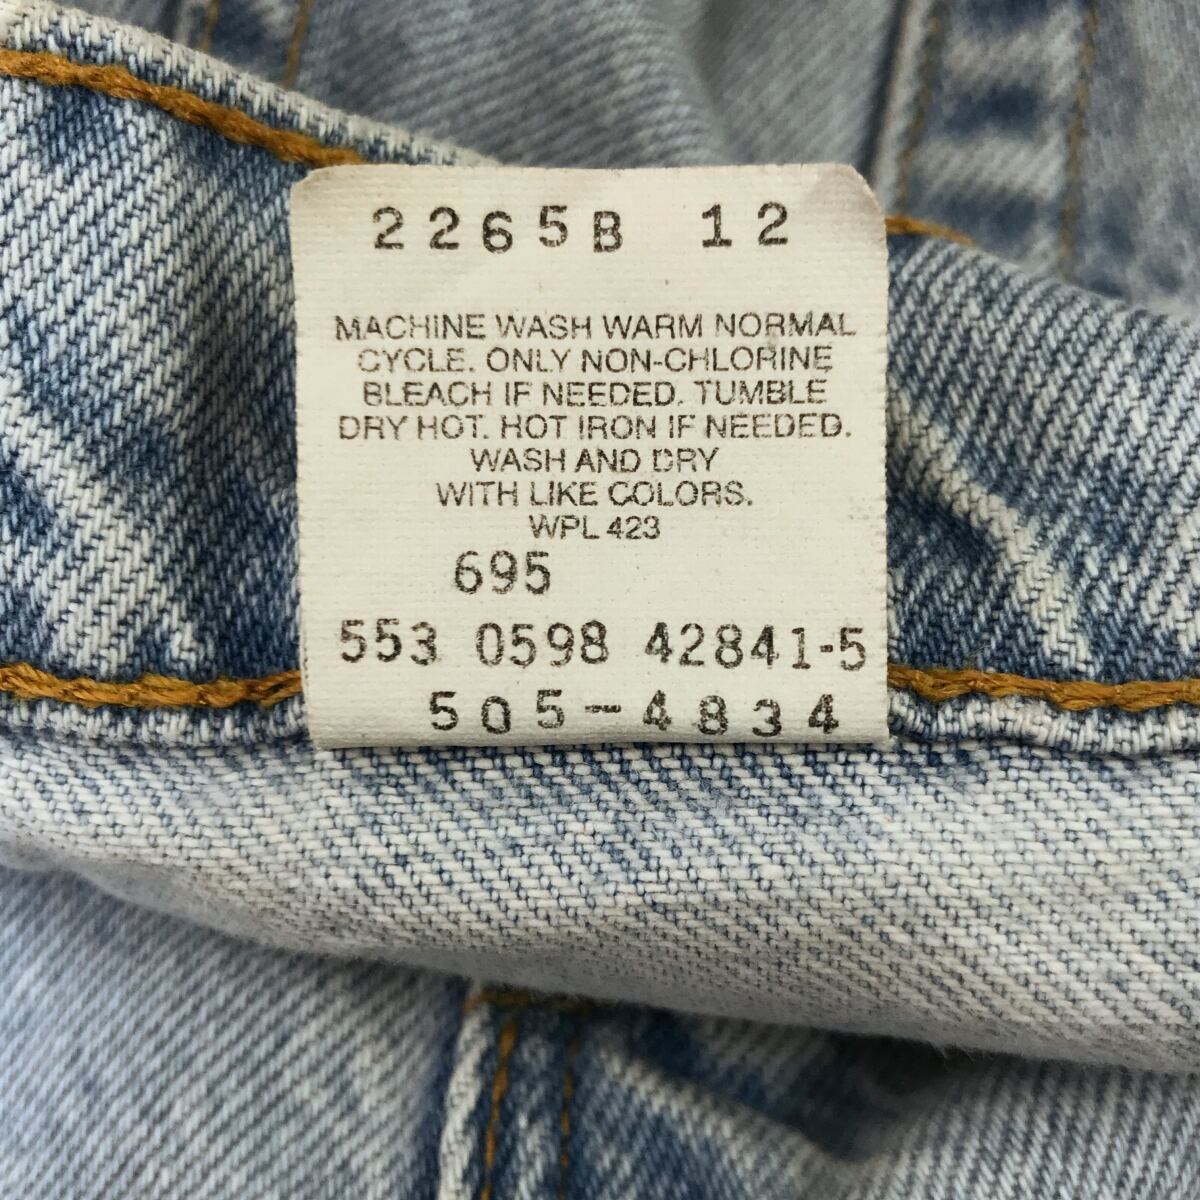 2265B 12
MACHINE WASH WARM NORMAL
CYCLE. ONLY NON-CHLORINE
BLEACH IF NEEDED. TUMBLE
DRY HOT. HOT IRON IF NEEDED.
WASH AND DRY
WITH LIKE COLORS.
WPL 423
695
553 0598 42841-5
505-4834